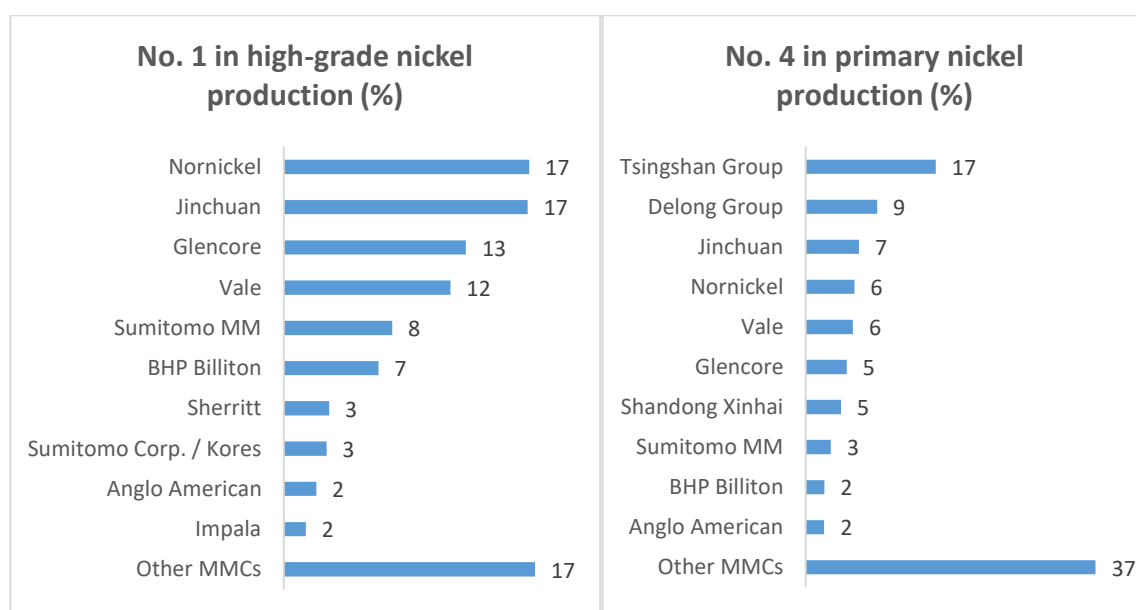 No. 1 in high-grade nickel
production (%)
Nornickel 17
Jinchuan 17
Glencore 13
Vale 12
Sumitomo MM 8
BHP Billiton 7
Sherritt 3
Sumitomo Corp. / Kores 3
Anglo American 2
Impala 2
Other MMCs 17
No. 4 in primary nickel
production (%)
Tsingshan Group 17
Delong Group 9
Jinchuan 7
Nornickel 6
Vale 6
Glencore 5
Shandong Xinhai 5
Sumitomo MM 3
BHP Billiton 2
Anglo American 2
Other MMCs 37